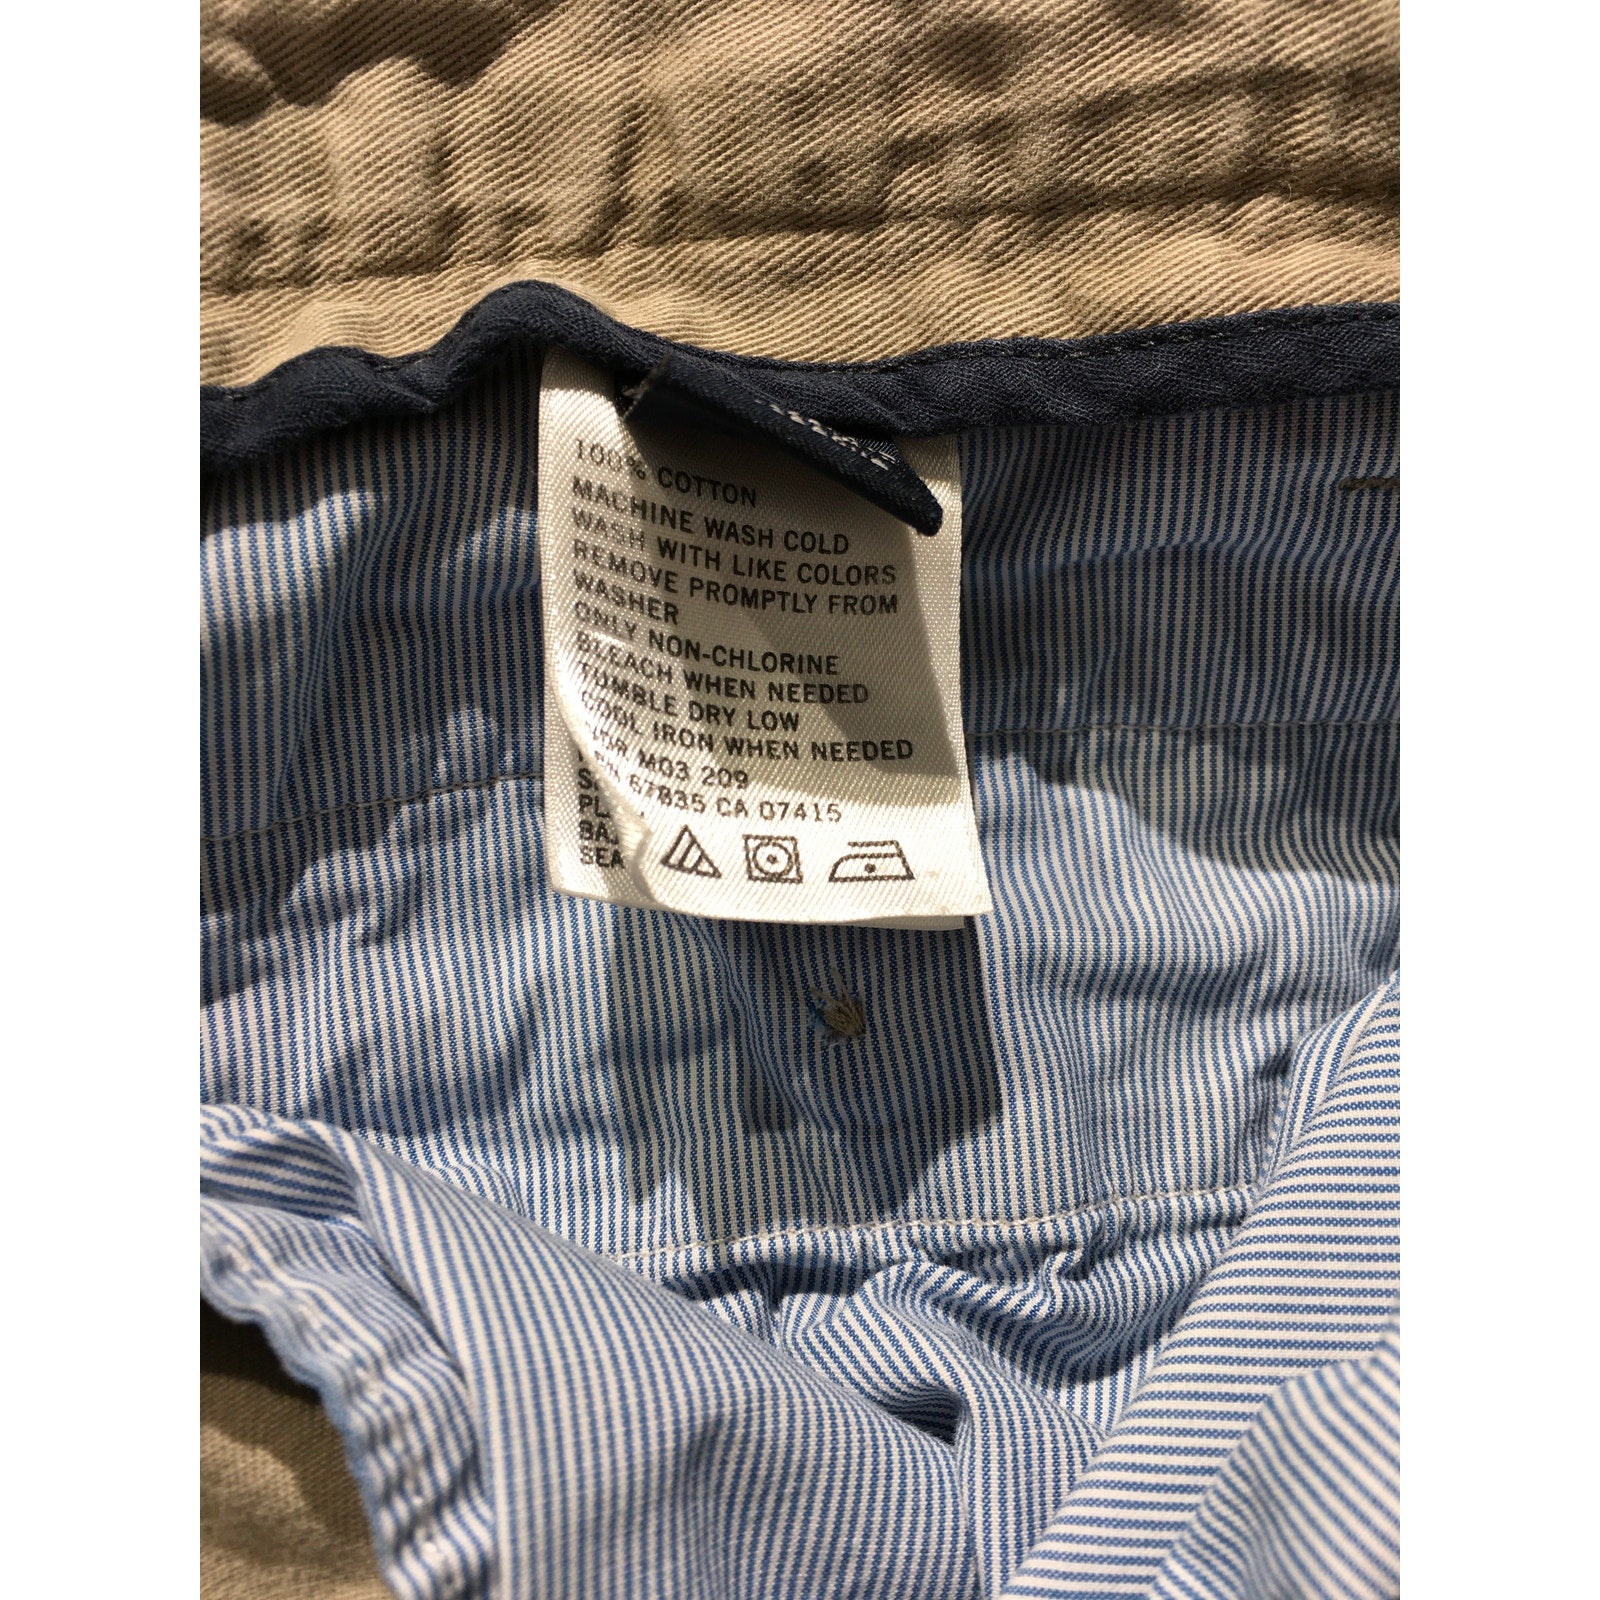 100% COTTON
MACHINE WASH COLD
WASH WITH LIKE COLORS
REMOVE PROMPTLY FROM
WASHER
ONLY NON-CHLORINE
BLEACH WHEN NEEDED
TUMBLE DRY LOW
COOL IRON WHEN NEEDED
M03 209
67835 CA 07415